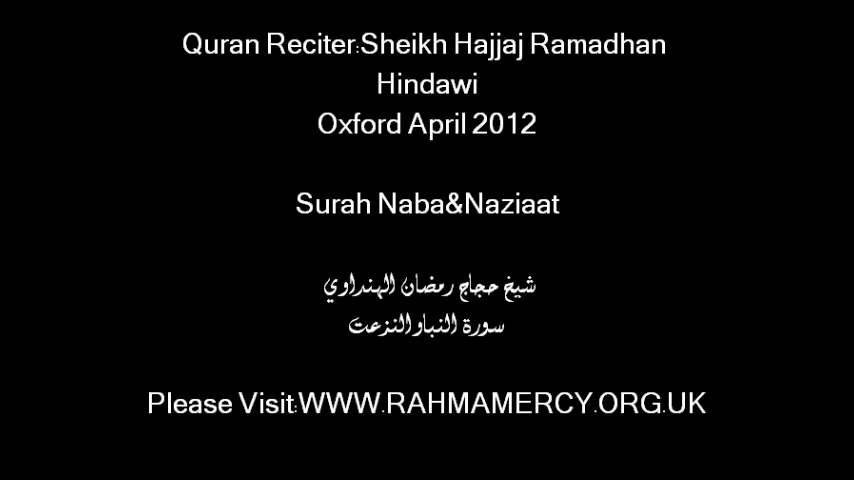 Quran Reciter:Sheikh Hajjaj Ramadhan
Hindawi
Oxford April 2012
Surah Naba&Naziaat
شيخ حجاج رمضان الهنداوي
سورة النباوالنزعت
Please Visit:WWW.RAHMAMERCY.ORG.UK